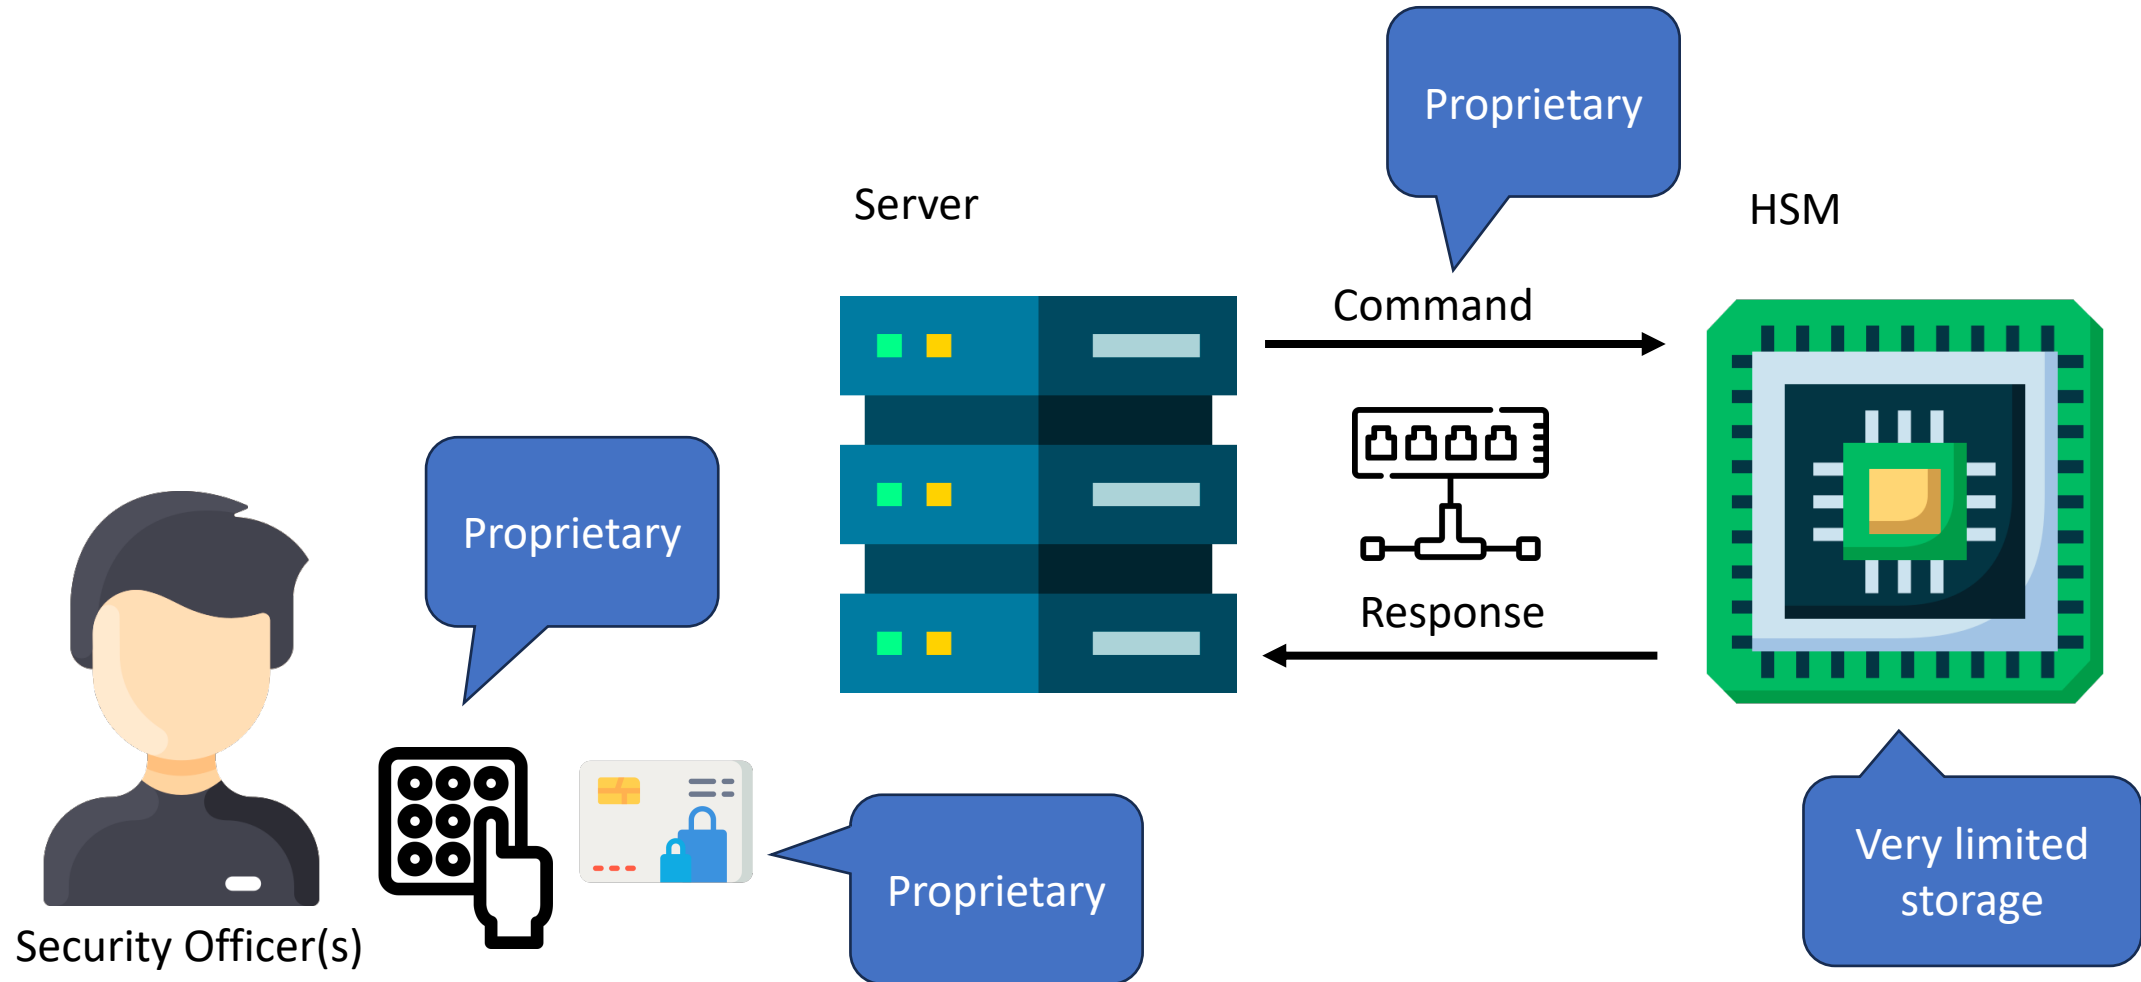 Proprietary
Server
HSM
Command
Proprietary
Response
Very limited
storage
Proprietary
Security Officer(s)